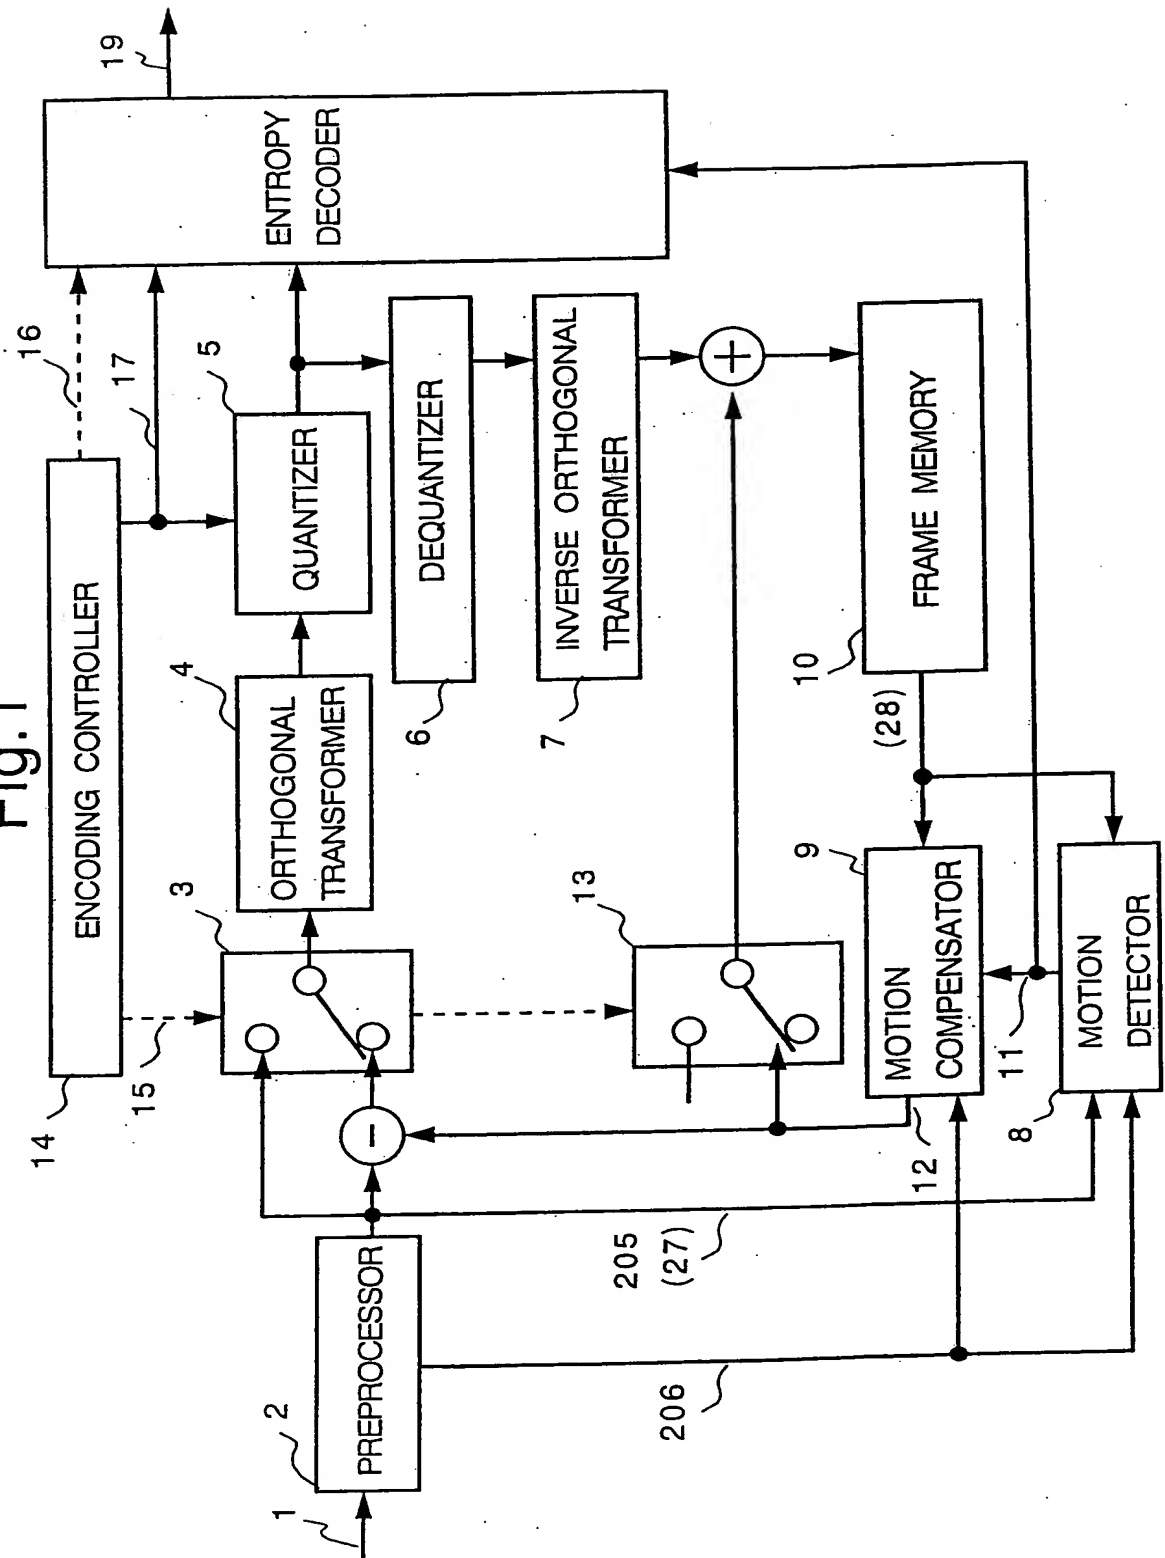 Fig.1
14
ENCODING CONTROLLER
16
19
15
17
3
4
5
ORTHOGONAL
TRANSFORMER
QUANTIZER
ENTROPY
DECODER
1
2
PREPROCESSOR
6
DEQUANTIZER
7
INVERSE ORTHOGONAL
TRANSFORMER
13
205
(27)
206
12
9
MOTION
COMPENSATOR
10
(28)
FRAME MEMORY
11
8
MOTION
DETECTOR